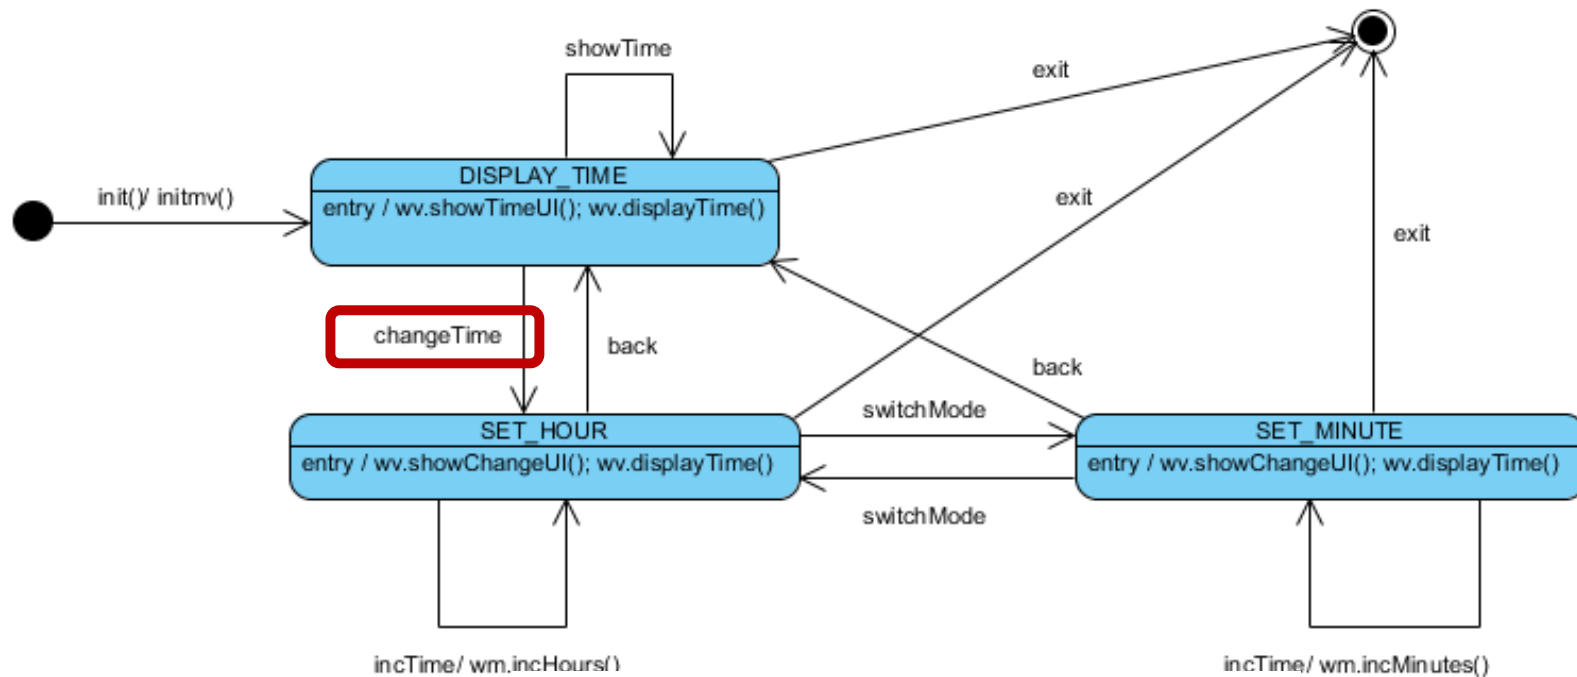 showTime
exit
DISPLAY_TIME
init()/ initmv()
entry / wv.showTimeUI(); wv.displayTime()
exit
exit
changeTime
back
back
switchMode
SET_HOUR
SET_MINUTE
entry / wv.showChangeUI(); wv.displayTime()
entry / wv.showChangeUI(); wv.displayTime()
switchMode
incTime/ wm.incHours()
incTime/ wm.incMinutes()